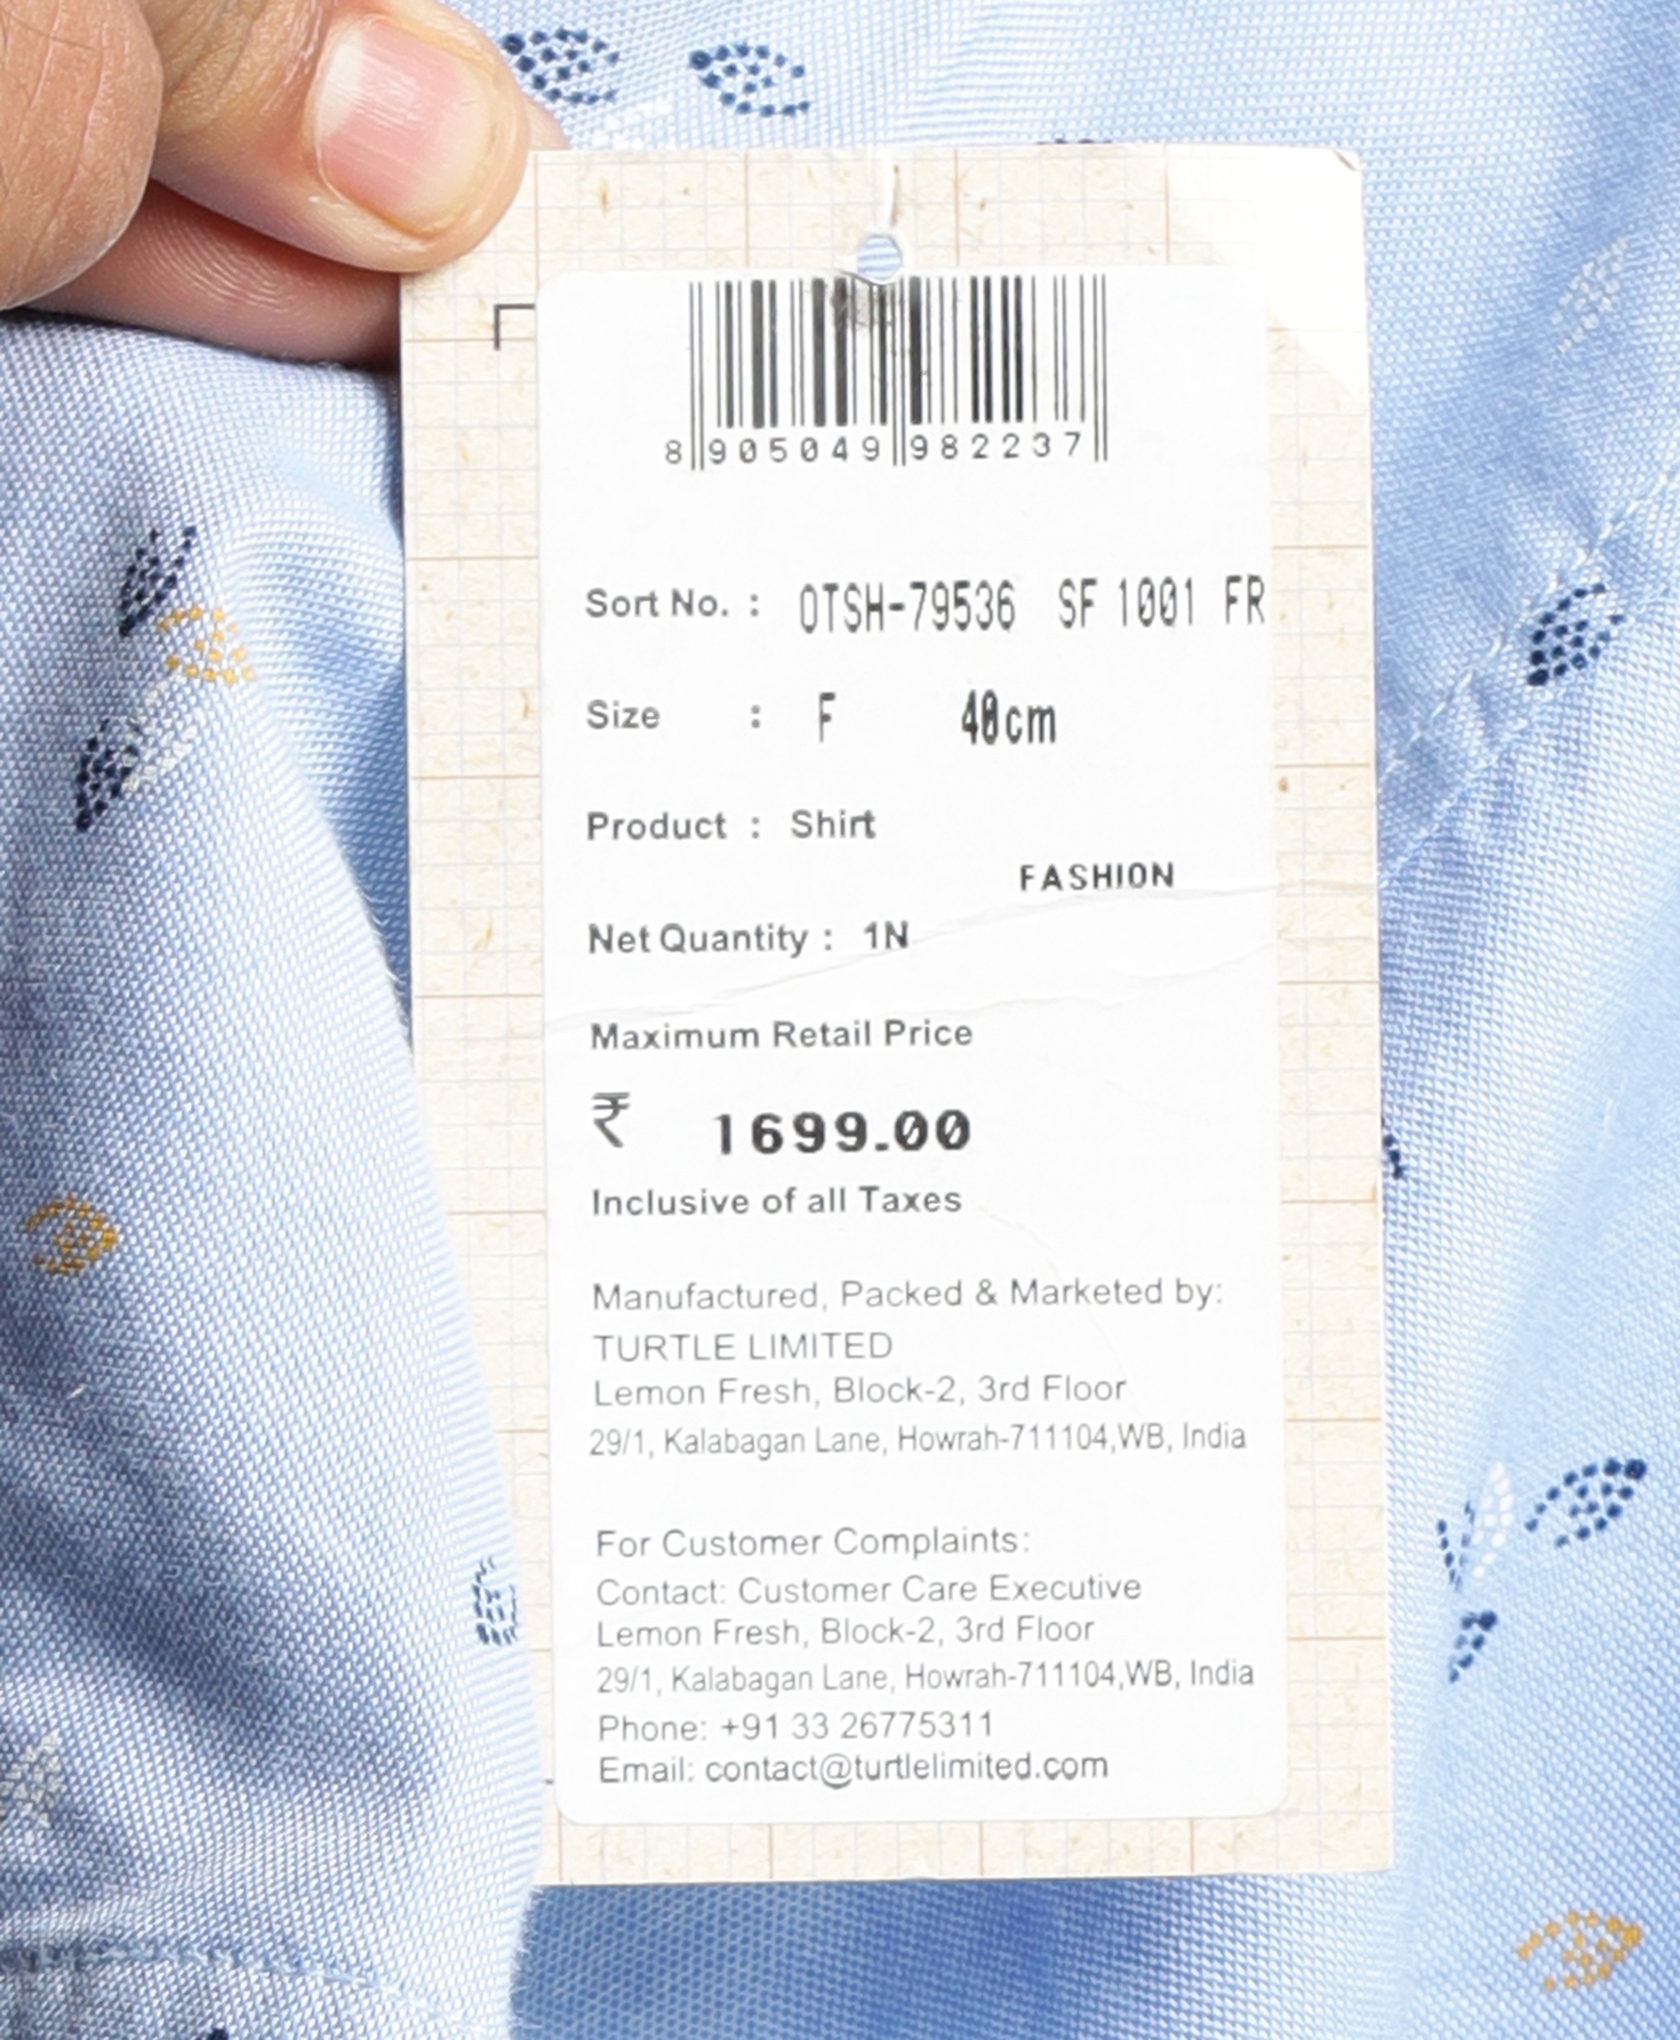 8 905049 982237
Sort No. : OTSH-79536 SF 1001 FR
Size : F 40cm
Product : Shirt
FASHION
Net Quantity : 1N
Maximum Retail Price
₹ 1699.00
Inclusive of all Taxes
Manufactured, Packed & Marketed by:
TURTLE LIMITED
Lemon Fresh, Block-2, 3rd Floor
29/1, Kalabagan Lane, Howrah-711104,WB, India
For Customer Complaints:
Contact: Customer Care Executive
Lemon Fresh, Block-2, 3rd Floor
29/1, Kalabagan Lane, Howrah-711104,WB, India
Phone: +91 33 26775311
Email: contact@turtlelimited.com